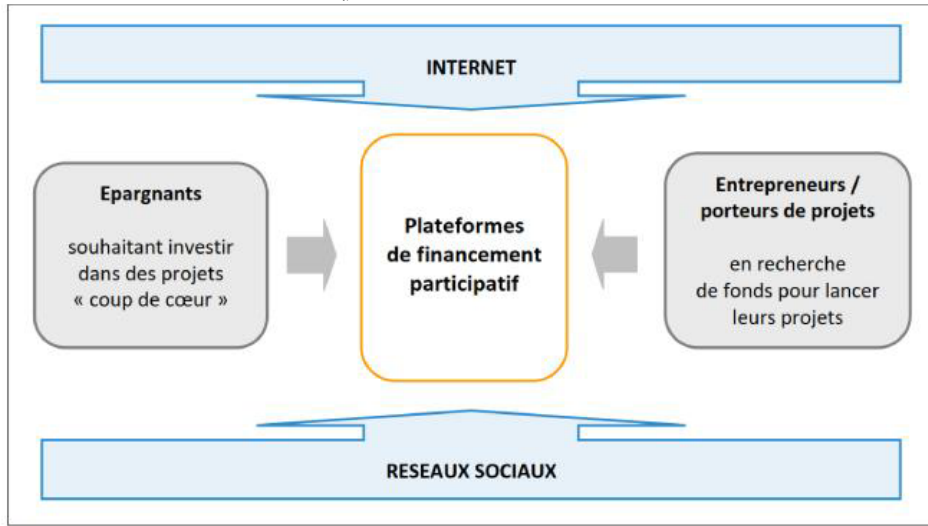 INTERNET
Epargnants
souhaitant investir
dans des projets
« coup de cœur »
Plateformes
de financement
participatif
Entrepreneurs /
porteurs de projets
en recherche
de fonds pour lancer
leurs projets
RESEAUX SOCIAUX